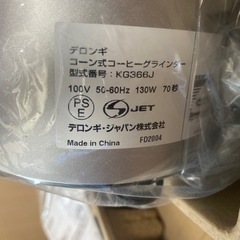 デロンギ
コーン式コーヒーグラインダー
型式番号:KG366J
100V 50-60Hz 130W 70秒
PS
E
JET
デロンギ・ジャパン株式会社
FD2004
Made in China